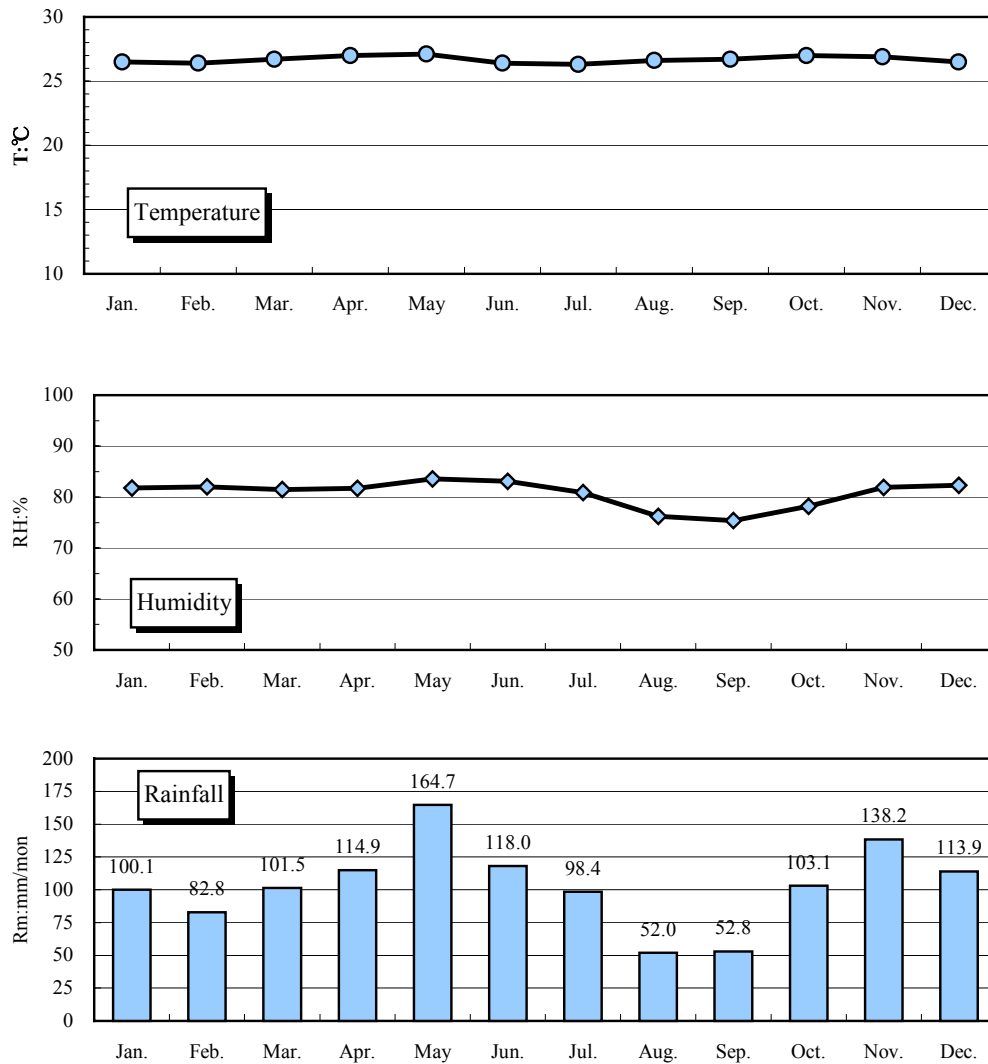 30
25
20
15
10
T:℃
Temperature
Jan. Feb. Mar. Apr. May Jun. Jul. Aug. Sep. Oct. Nov. Dec.
100
90
80
70
60
50
RH:%
Humidity
Jan. Feb. Mar. Apr. May Jun. Jul. Aug. Sep. Oct. Nov. Dec.
200
175
150
125
100
75
50
25
0
Rm:mm/mon
Rainfall
100.1 82.8 101.5 114.9 164.7 118.0 98.4 52.0 52.8 103.1 138.2 113.9
Jan. Feb. Mar. Apr. May Jun. Jul. Aug. Sep. Oct. Nov. Dec.